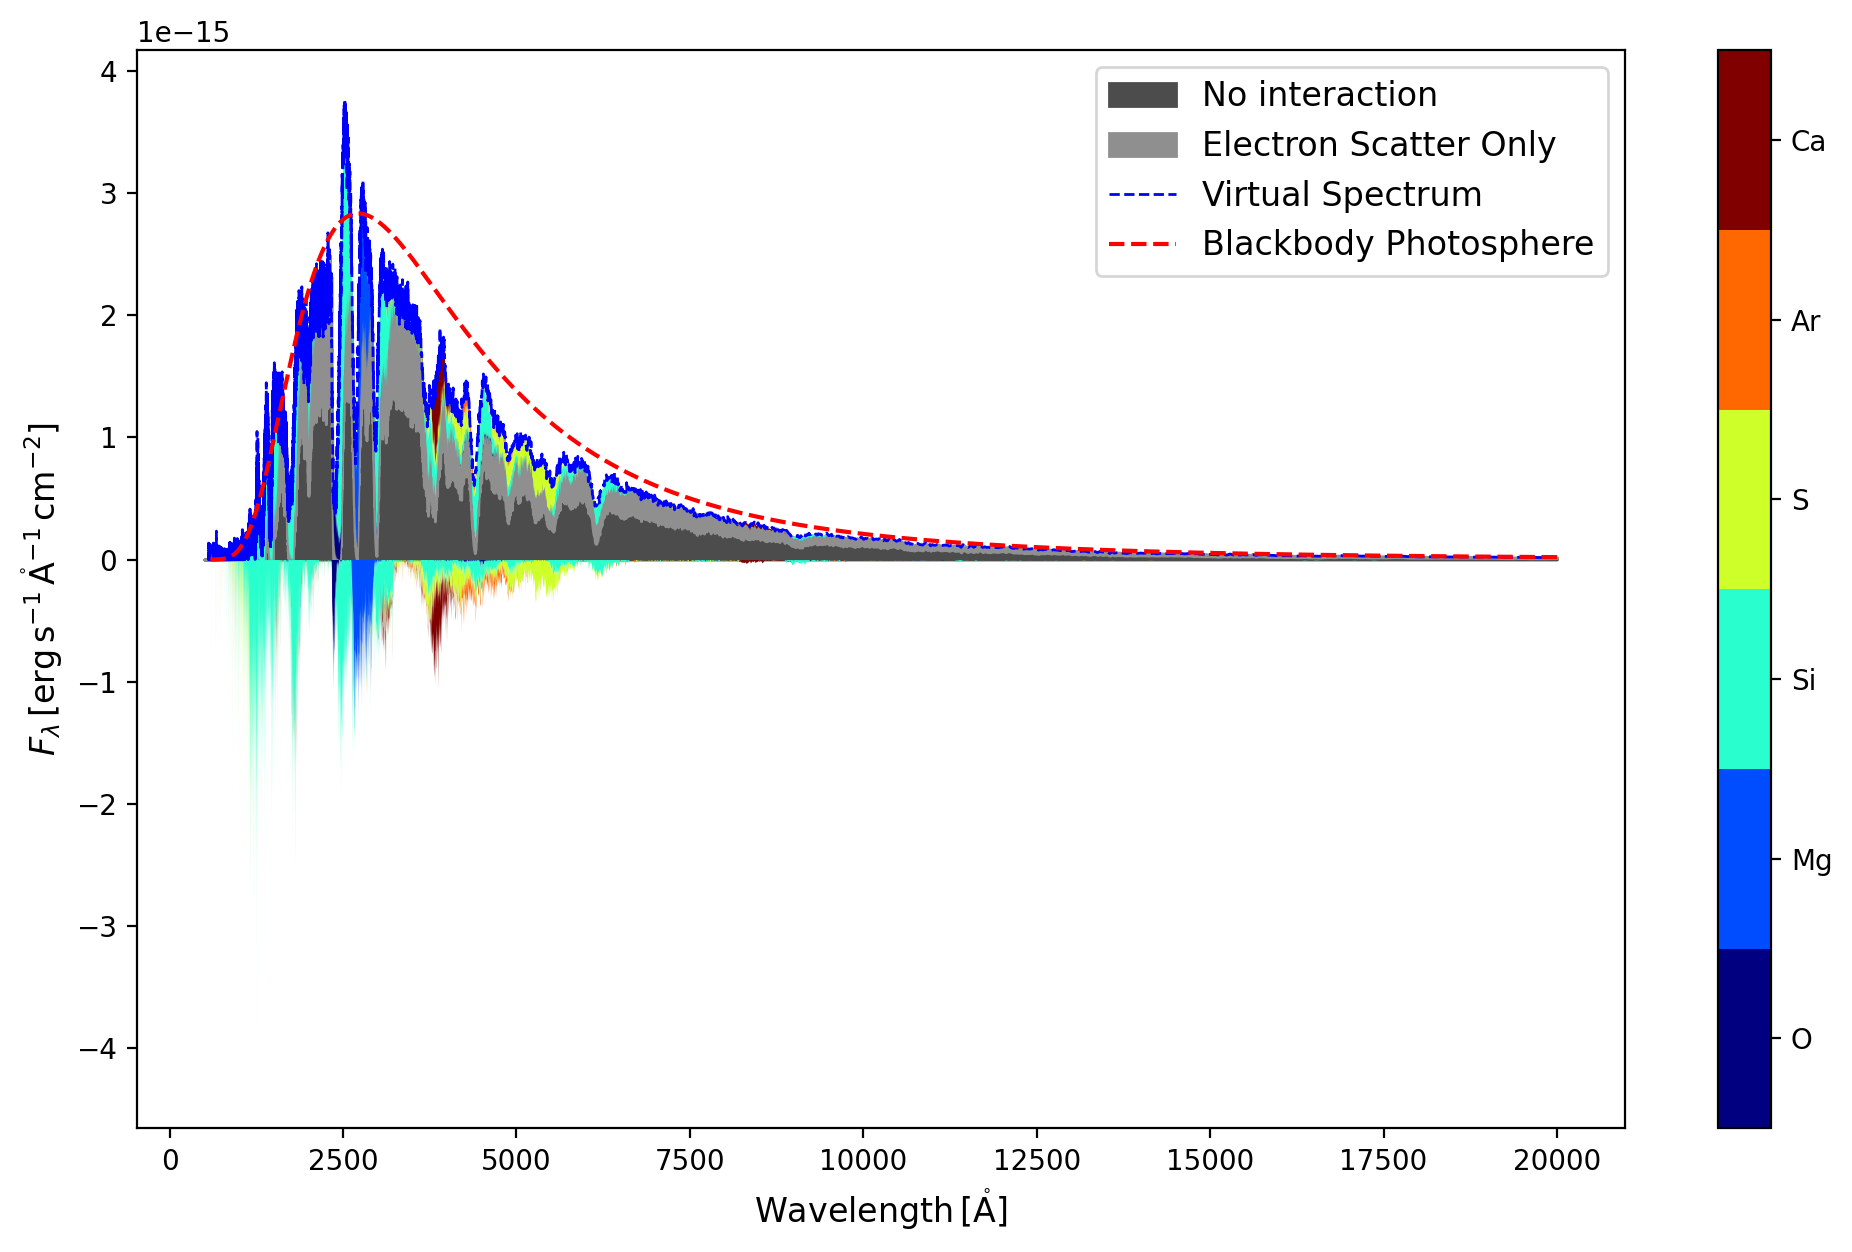 1e−15
4
3
2
1
0
−1
−2
−3
−4
F_λ [erg s⁻¹ Å⁻¹ cm⁻²]
0 2500 5000 7500 10000 12500 15000 17500 20000
Wavelength [Å]
No interaction
Electron Scatter Only
Virtual Spectrum
Blackbody Photosphere
Ca
Ar
S
Si
Mg
O